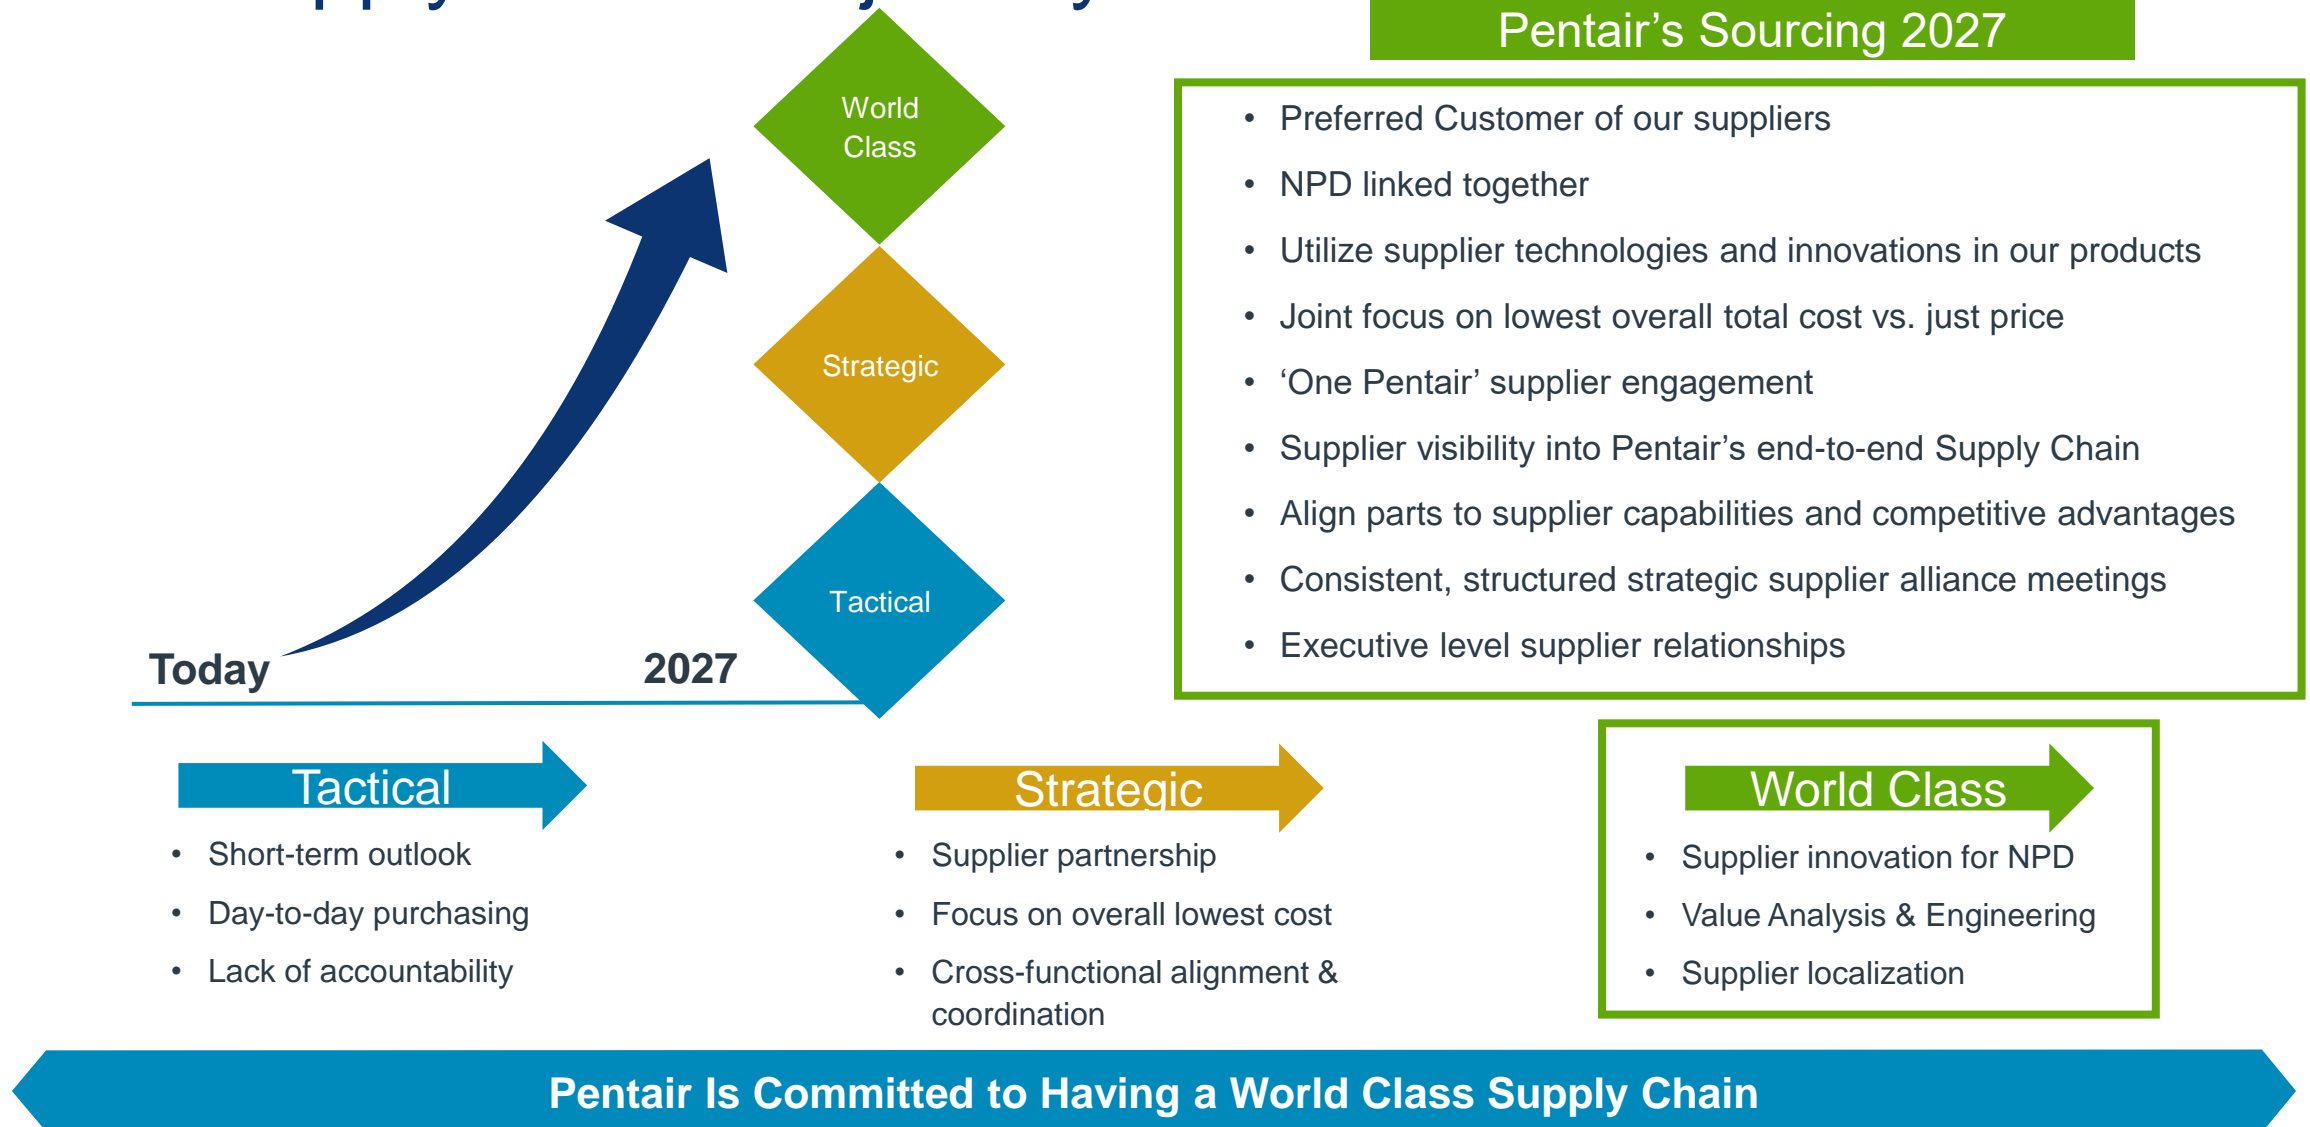 Pentair’s Sourcing 2027
World
Class
Strategic
Tactical
Today
2027
• Preferred Customer of our suppliers
• NPD linked together
• Utilize supplier technologies and innovations in our products
• Joint focus on lowest overall total cost vs. just price
• ‘One Pentair’ supplier engagement
• Supplier visibility into Pentair’s end-to-end Supply Chain
• Align parts to supplier capabilities and competitive advantages
• Consistent, structured strategic supplier alliance meetings
• Executive level supplier relationships
Tactical
• Short-term outlook
• Day-to-day purchasing
• Lack of accountability
Strategic
• Supplier partnership
• Focus on overall lowest cost
• Cross-functional alignment &
coordination
World Class
• Supplier innovation for NPD
• Value Analysis & Engineering
• Supplier localization
Pentair Is Committed to Having a World Class Supply Chain